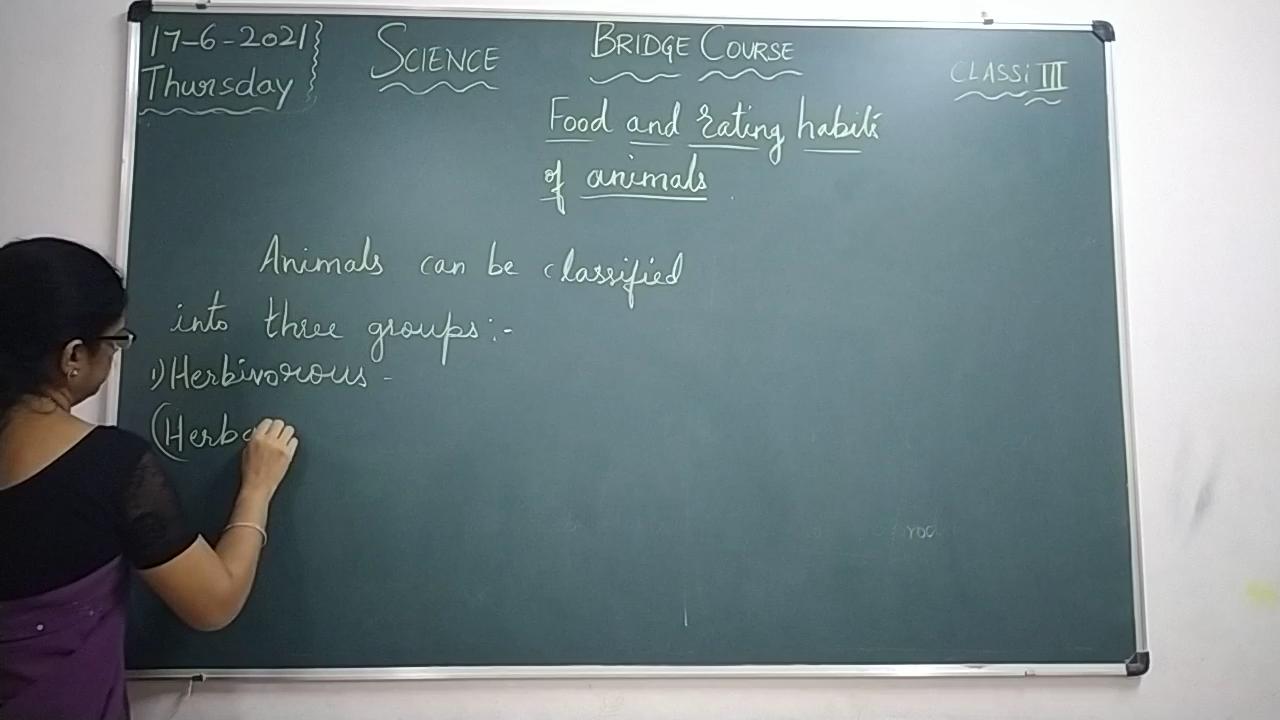 17-6-2021
Thursday
SCIENCE
BRIDGE COURSE
CLASS: III
Food and Eating habits
of animals
Animals can be classified
into three groups:-
1) Herbivorous -
(Herb